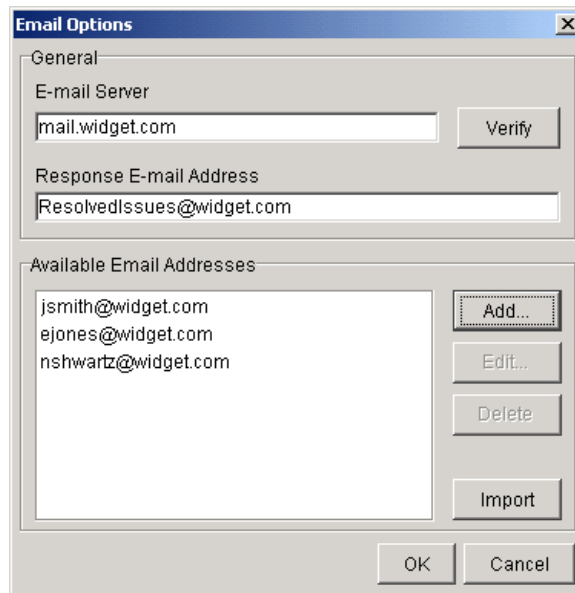 Email Options
General
E-mail Server
mail.widget.com
Verify
Response E-mail Address
ResolvedIssues@widget.com
Available Email Addresses
jsmith@widget.com
ejones@widget.com
nshwartz@widget.com
Add...
Edit...
Delete
Import
OK
Cancel